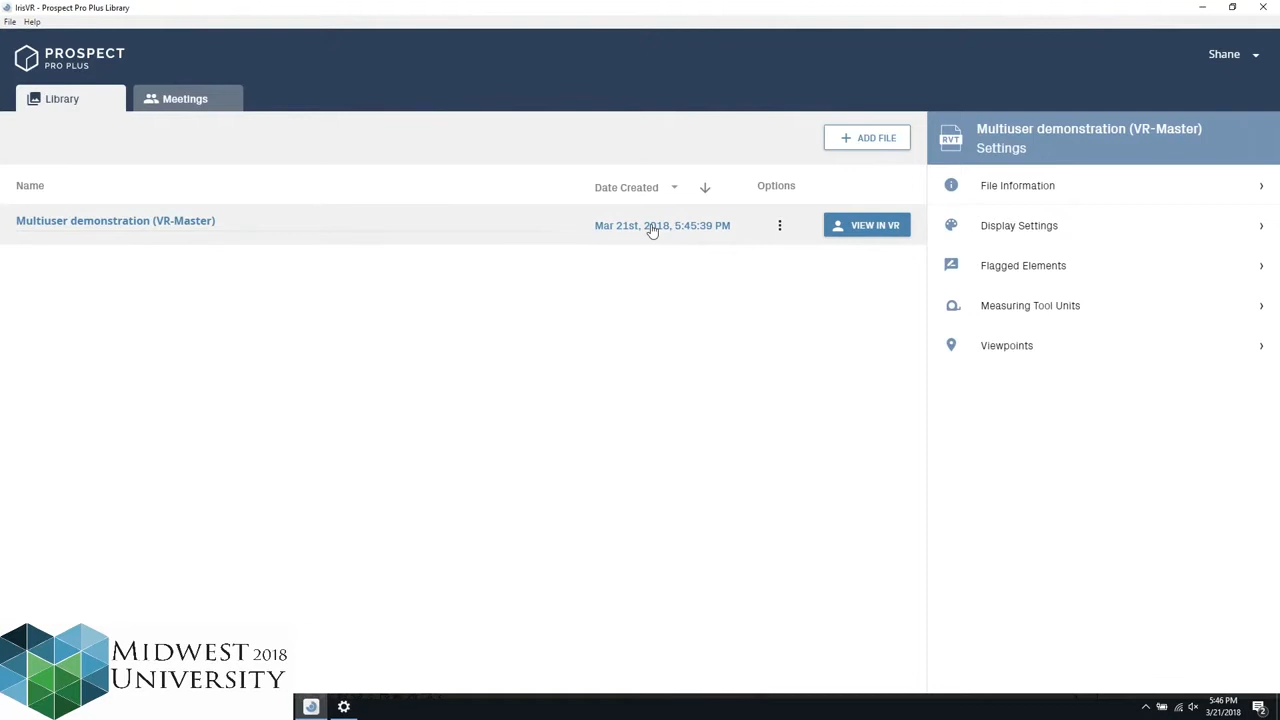 IrisVR - Prospect Pro Plus Library
File Help
PROSPECT
PRO PLUS
Shane
Library
Meetings
+ ADD FILE
RVT
Multiuser demonstration (VR-Master)
Settings
Name
Date Created
Options
File Information
Multiuser demonstration (VR-Master)
Mar 21st, 2018, 5:45:39 PM
VIEW IN VR
Display Settings
Flagged Elements
Measuring Tool Units
Viewpoints
MIDWEST 2018
UNIVERSITY
5:46 PM
3/21/2018
2